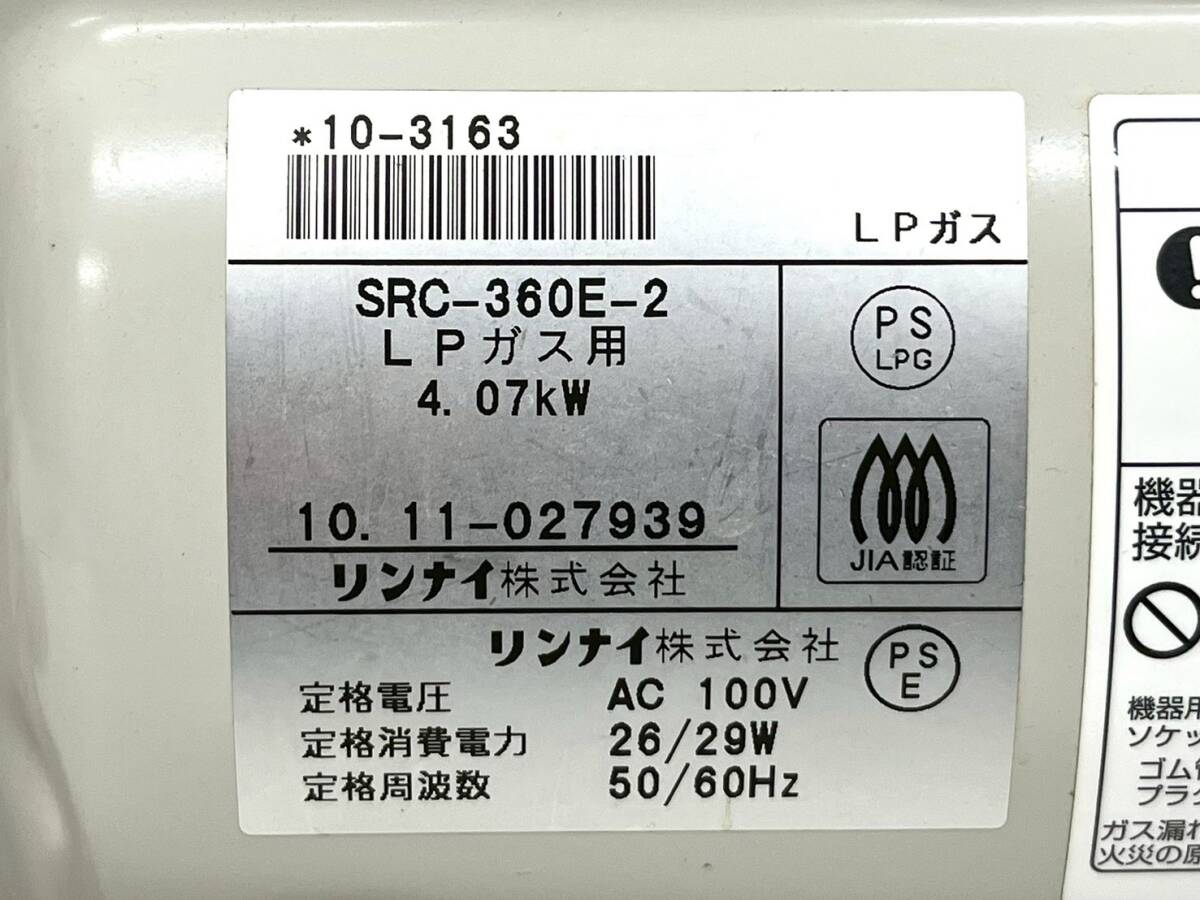 *10-3163
LPガス
SRC-360E-2
LPガス用
4.07kW
10.11-027939
リンナイ株式会社
PS
LPG
JIA認証
リンナイ株式会社
PS
E
定格電圧 AC 100V
定格消費電力 26/29W
定格周波数 50/60Hz
!
機器
接続
機器用
ソケッ
ゴム管
プラグ
ガス漏れ
火災の原